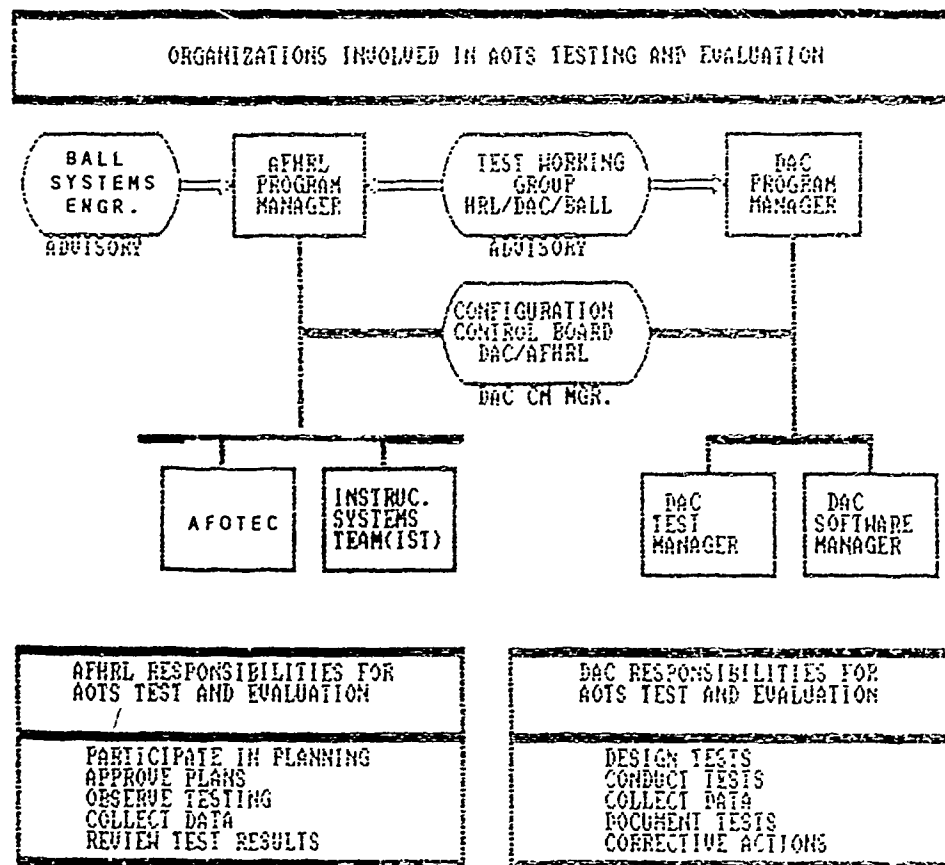 ORGANIZATIONS INVOLVED IN AOTS TESTING AND EVALUATION
BALL
SYSTEMS
ENGR.
ADVISORY
AFHRL
PROGRAM
MANAGER
TEST WORKING
GROUP
HRL/DAC/BALL
ADVISORY
DAC
PROGRAM
MANAGER
CONFIGURATION
CONTROL BOARD
DAC/AFHRL
DAC CM MGR.
AFOTEC
INSTRUC.
SYSTEMS
TEAM(IST)
DAC
TEST
MANAGER
DAC
SOFTWARE
MANAGER
AFHRL RESPONSIBILITIES FOR
AOTS TEST AND EVALUATION
PARTICIPATE IN PLANNING
APPROVE PLANS
OBSERVE TESTING
COLLECT DATA
REVIEW TEST RESULTS
DAC RESPONSIBILITIES FOR
AOTS TEST AND EVALUATION
DESIGN TESTS
CONDUCT TESTS
COLLECT DATA
DOCUMENT TESTS
CORRECTIVE ACTIONS